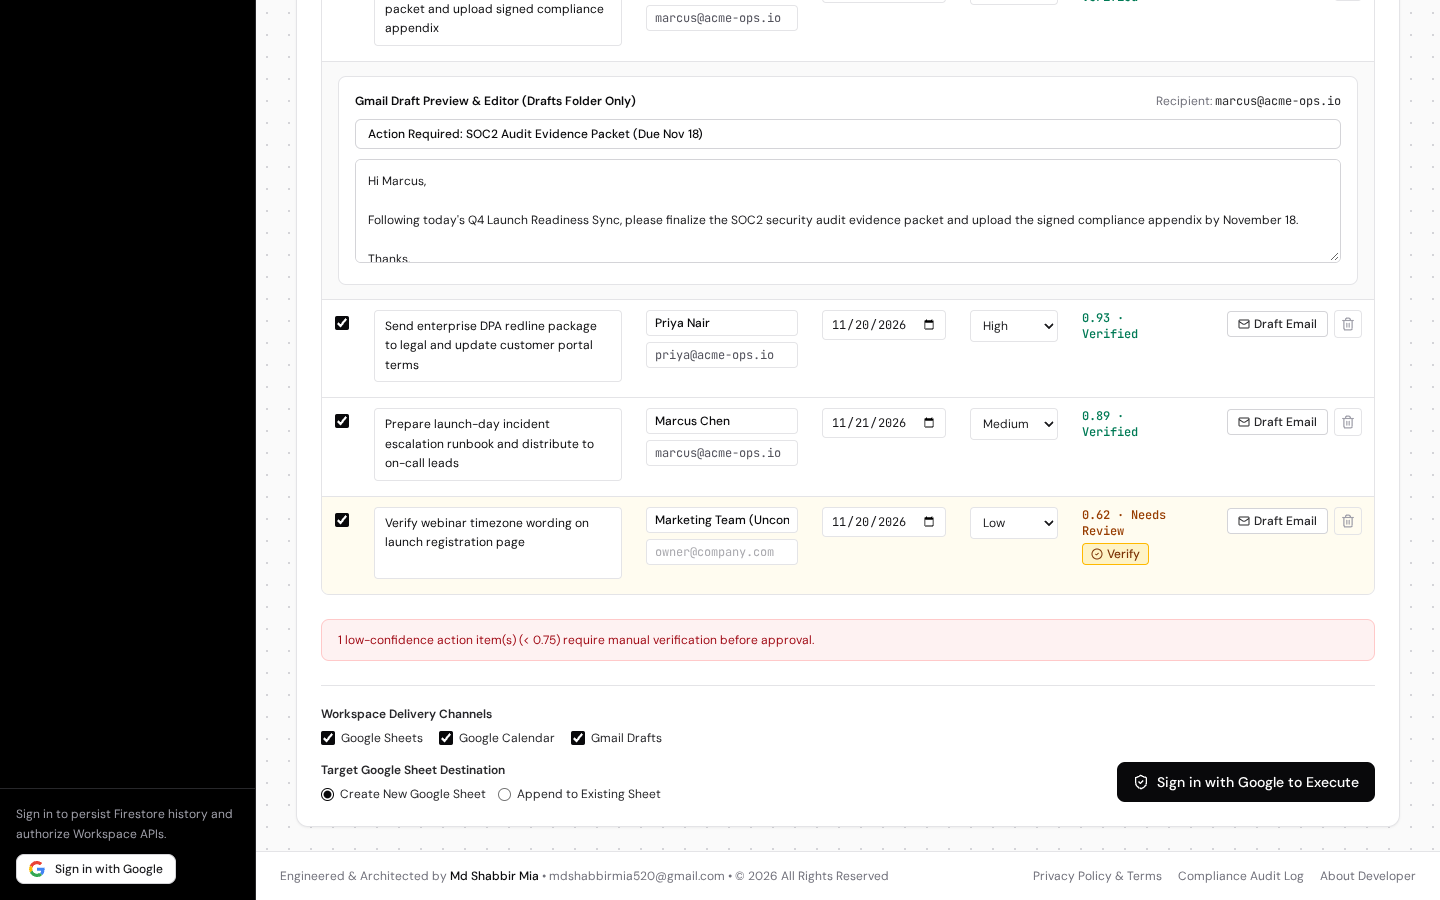 packet and upload signed compliance
appendix
marcus@acme-ops.io
Gmail Draft Preview & Editor (Drafts Folder Only)
Recipient: marcus@acme-ops.io
Action Required: SOC2 Audit Evidence Packet (Due Nov 18)
Hi Marcus,
Following today's Q4 Launch Readiness Sync, please finalize the SOC2 security audit evidence packet and upload the signed compliance appendix by November 18.
Thanks,
Send enterprise DPA redline package
to legal and update customer portal
terms
Priya Nair
priya@acme-ops.io
11/20/2026
High
0.93 ·
Verified
Draft Email
Prepare launch-day incident
escalation runbook and distribute to
on-call leads
Marcus Chen
marcus@acme-ops.io
11/21/2026
Medium
0.89 ·
Verified
Draft Email
Verify webinar timezone wording on
launch registration page
Marketing Team (Uncon
owner@company.com
11/20/2026
Low
0.62 · Needs
Review
Verify
Draft Email
1 low-confidence action item(s) (< 0.75) require manual verification before approval.
Workspace Delivery Channels
Google Sheets
Google Calendar
Gmail Drafts
Target Google Sheet Destination
Create New Google Sheet
Append to Existing Sheet
Sign in with Google to Execute
Sign in to persist Firestore history and
authorize Workspace APIs.
Sign in with Google
Engineered & Architected by Md Shabbir Mia • mdshabbirmia520@gmail.com • © 2026 All Rights Reserved
Privacy Policy & Terms
Compliance Audit Log
About Developer